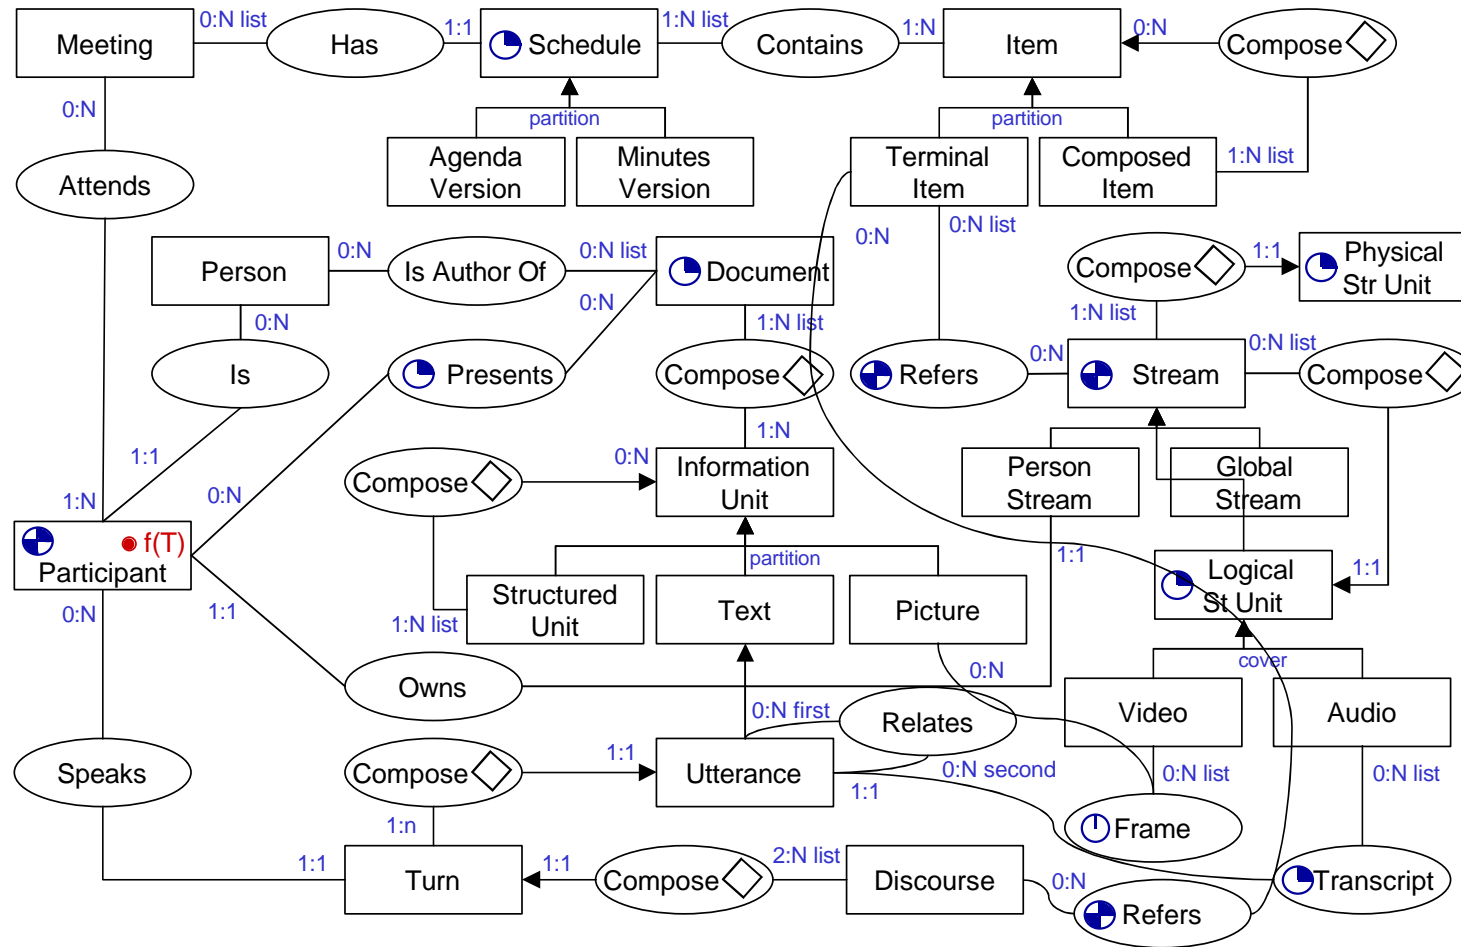 0:N list
1:N list
Meeting
Has
1:1
Schedule
Contains
1:N
Item
0:N
Compose
0:N
partition
partition
Agenda
Version
Minutes
Version
Terminal
Item
Composed
Item
1:N list
Attends
0:N
0:N list
Person
0:N
Is Author Of
0:N list
Document
0:N
Compose
1:1
Physical
Str Unit
0:N
1:N list
1:N list
Is
Presents
Compose
Refers
0:N
Stream
0:N list
Compose
1:1
1:N
0:N
Information
Unit
Person
Stream
Global
Stream
Compose
0:N
1:N
f(T)
Participant
partition
1:1
Logical
St Unit
1:1
0:N
1:1
Structured
Unit
Text
Picture
1:N list
cover
0:N
Owns
0:N first
Relates
Video
Audio
Speaks
Compose
1:1
Utterance
0:N second
1:1
0:N list
0:N list
1:n
Frame
1:1
Turn
1:1
Compose
2:N list
Discourse
0:N
Refers
Transcript